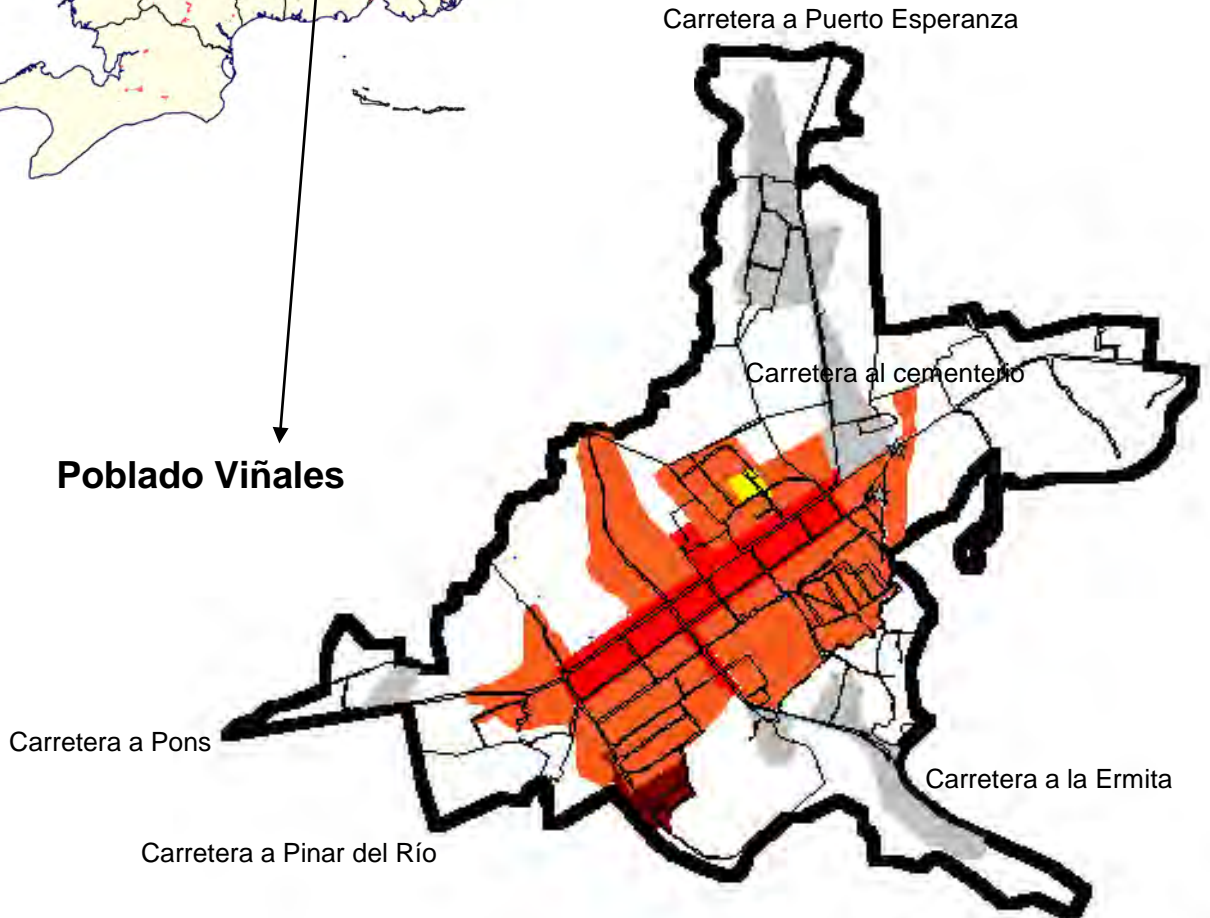 Carretera a Puerto Esperanza
Carretera al cementerio
Poblado Viñales
Carretera a Pons
Carretera a la Ermita
Carretera a Pinar del Río